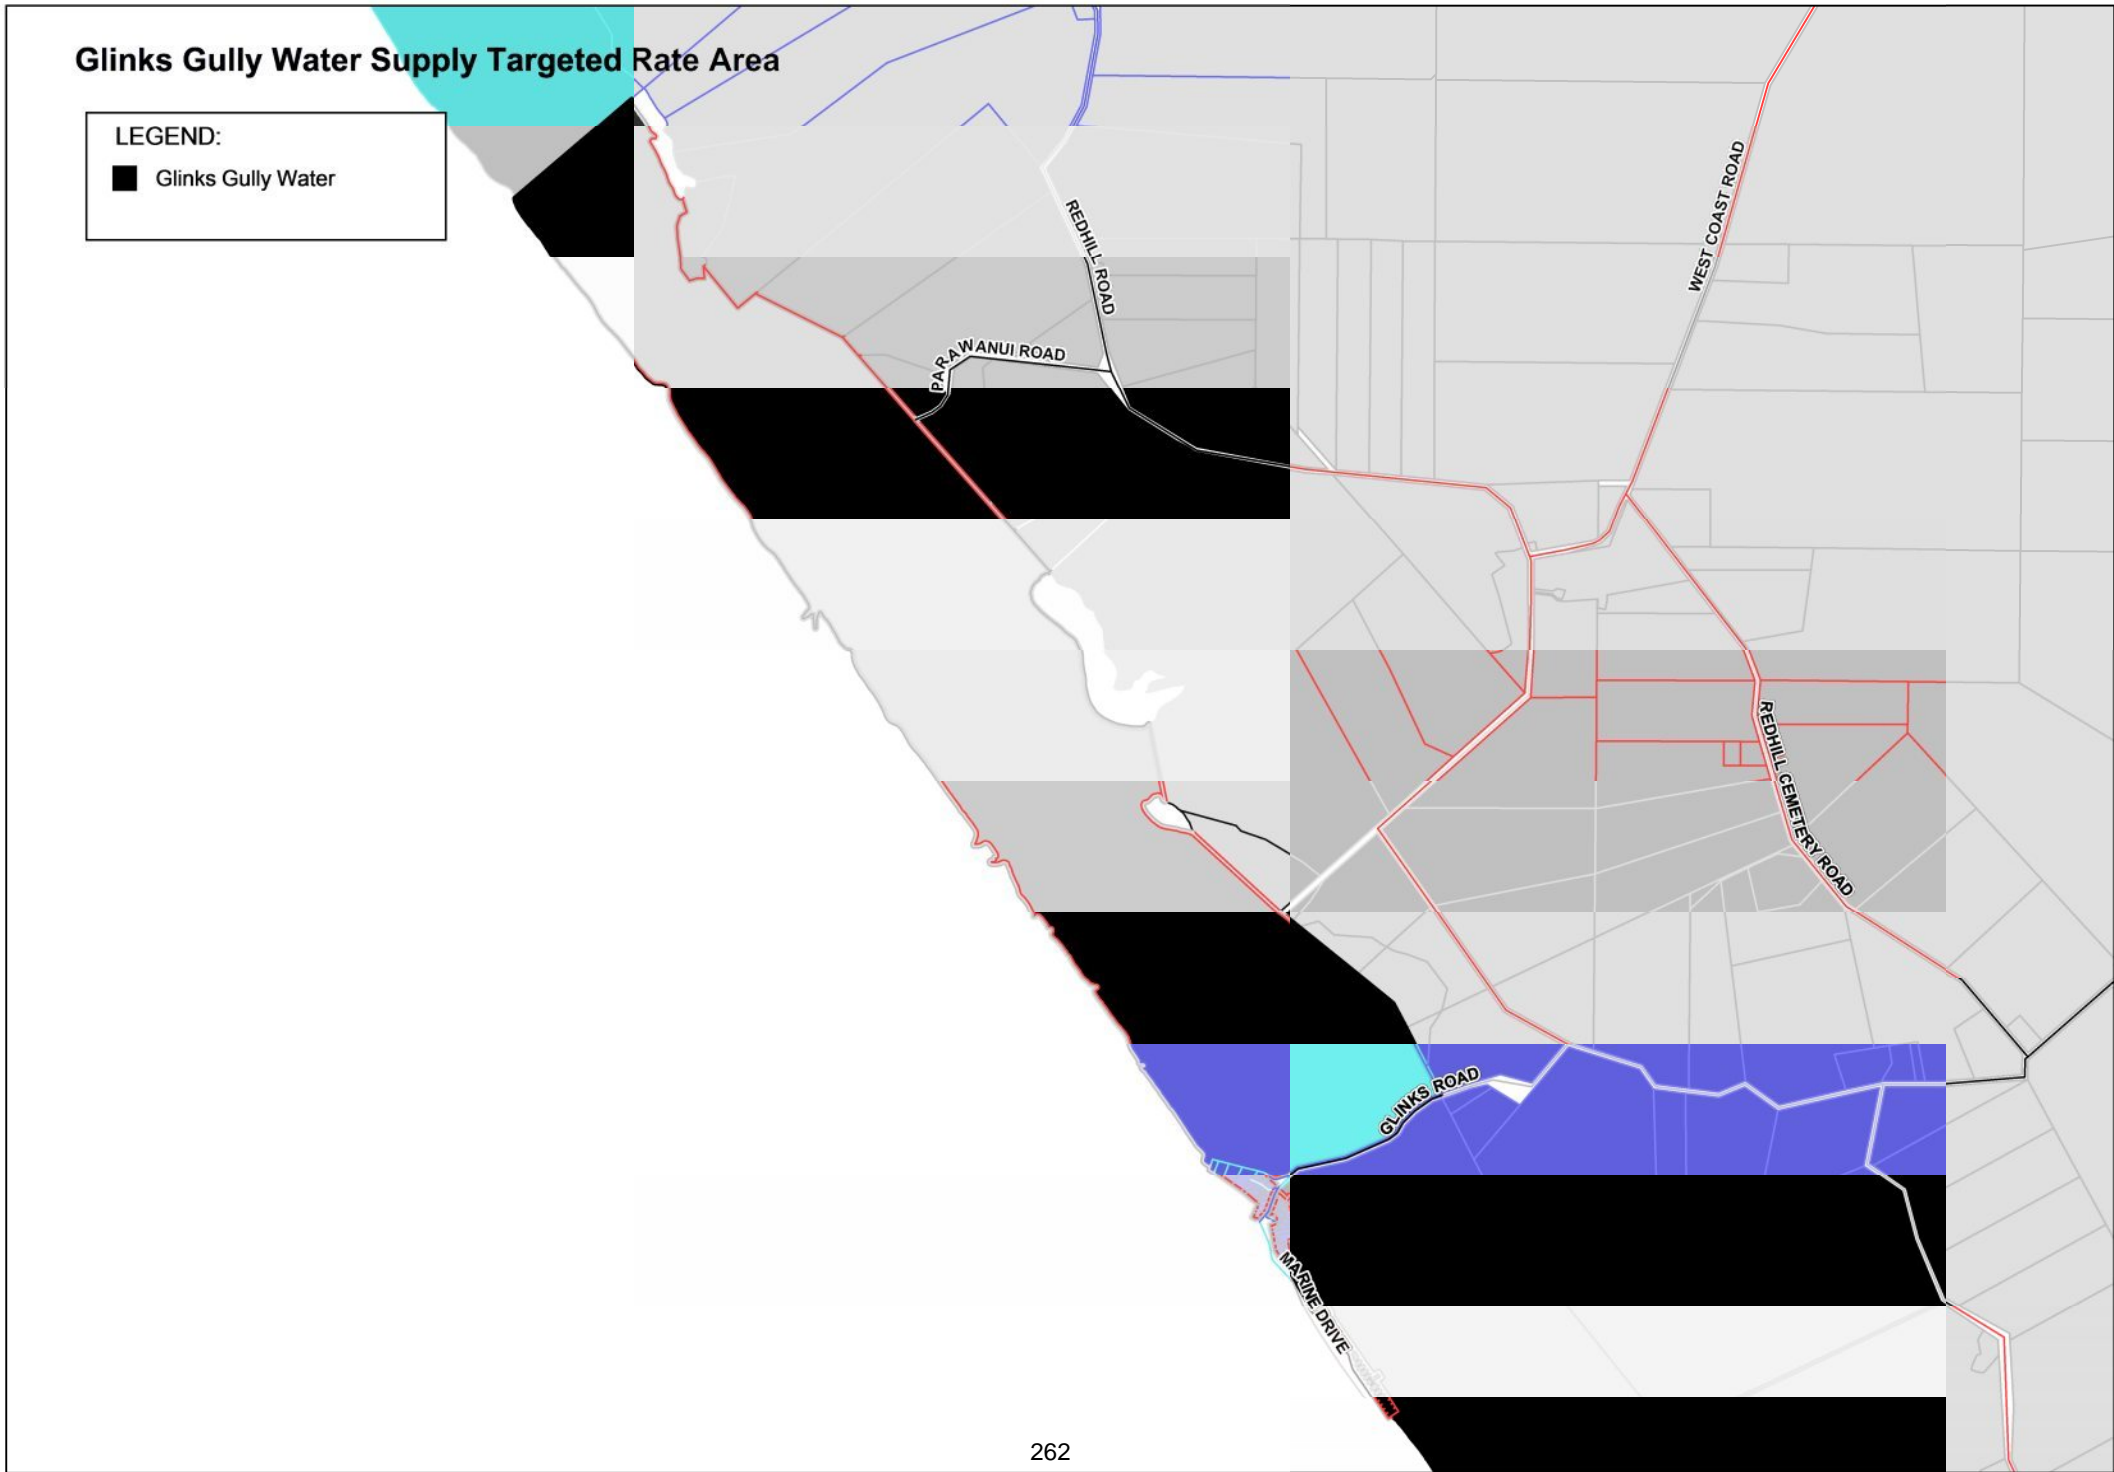 Glinks Gully Water Supply Targeted Rate Area
LEGEND:
Glinks Gully Water
REDHILL ROAD
WEST COAST ROAD
PARAWANUI ROAD
REDHILL CEMETERY ROAD
GLINKS ROAD
MARINE DRIVE
262